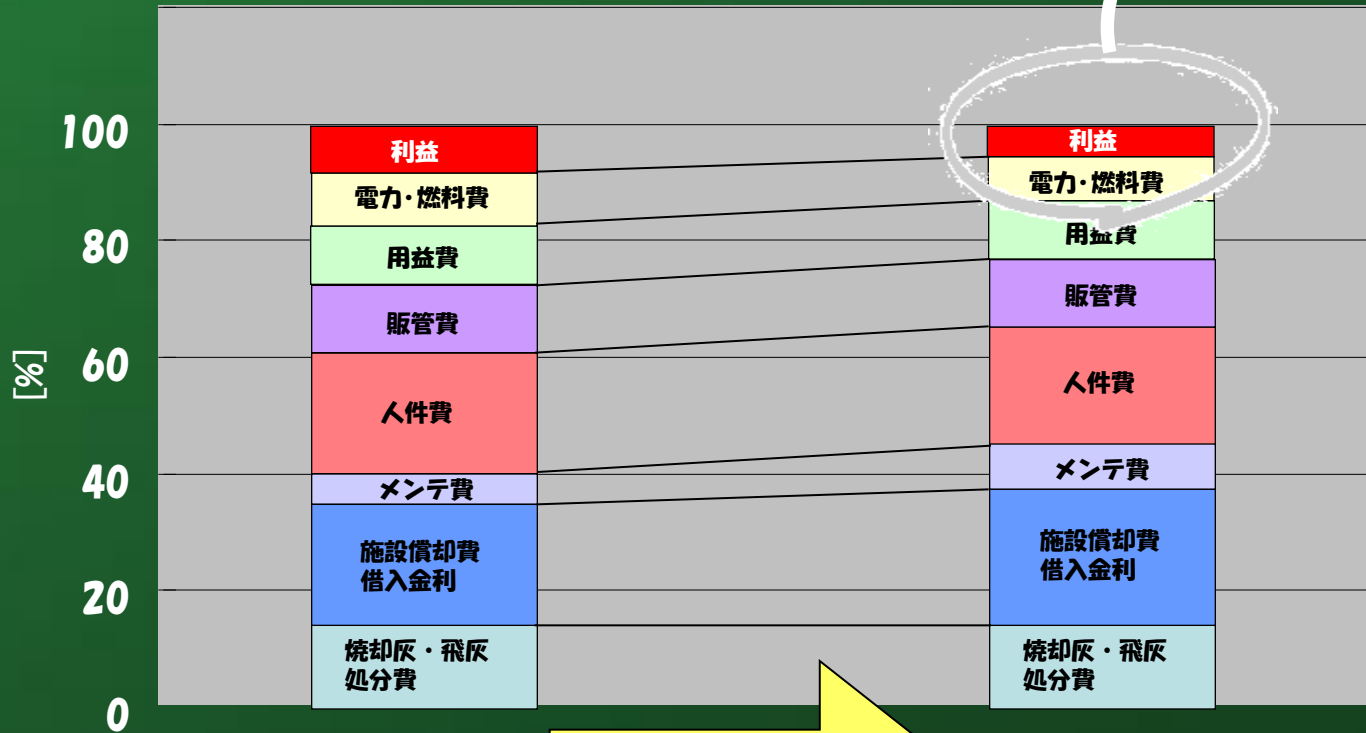 [%]
100
80
60
40
20
0
利益
電力・燃料費
用益費
販管費
人件費
メンテ費
施設償却費
借入金利
焼却灰・飛灰
処分費
利益
電力・燃料費
用益費
販管費
人件費
メンテ費
施設償却費
借入金利
焼却灰・飛灰
処分費